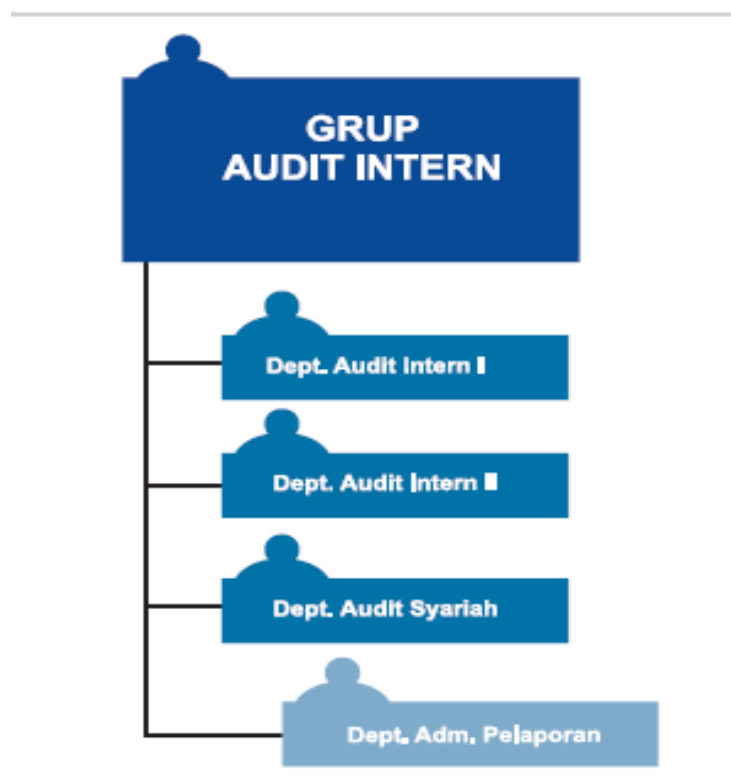 GRUP
AUDIT INTERN
Dept. Audit Intern I
Dept. Audit Intern II
Dept. Audit Syariah
Dept. Adm. Pelaporan